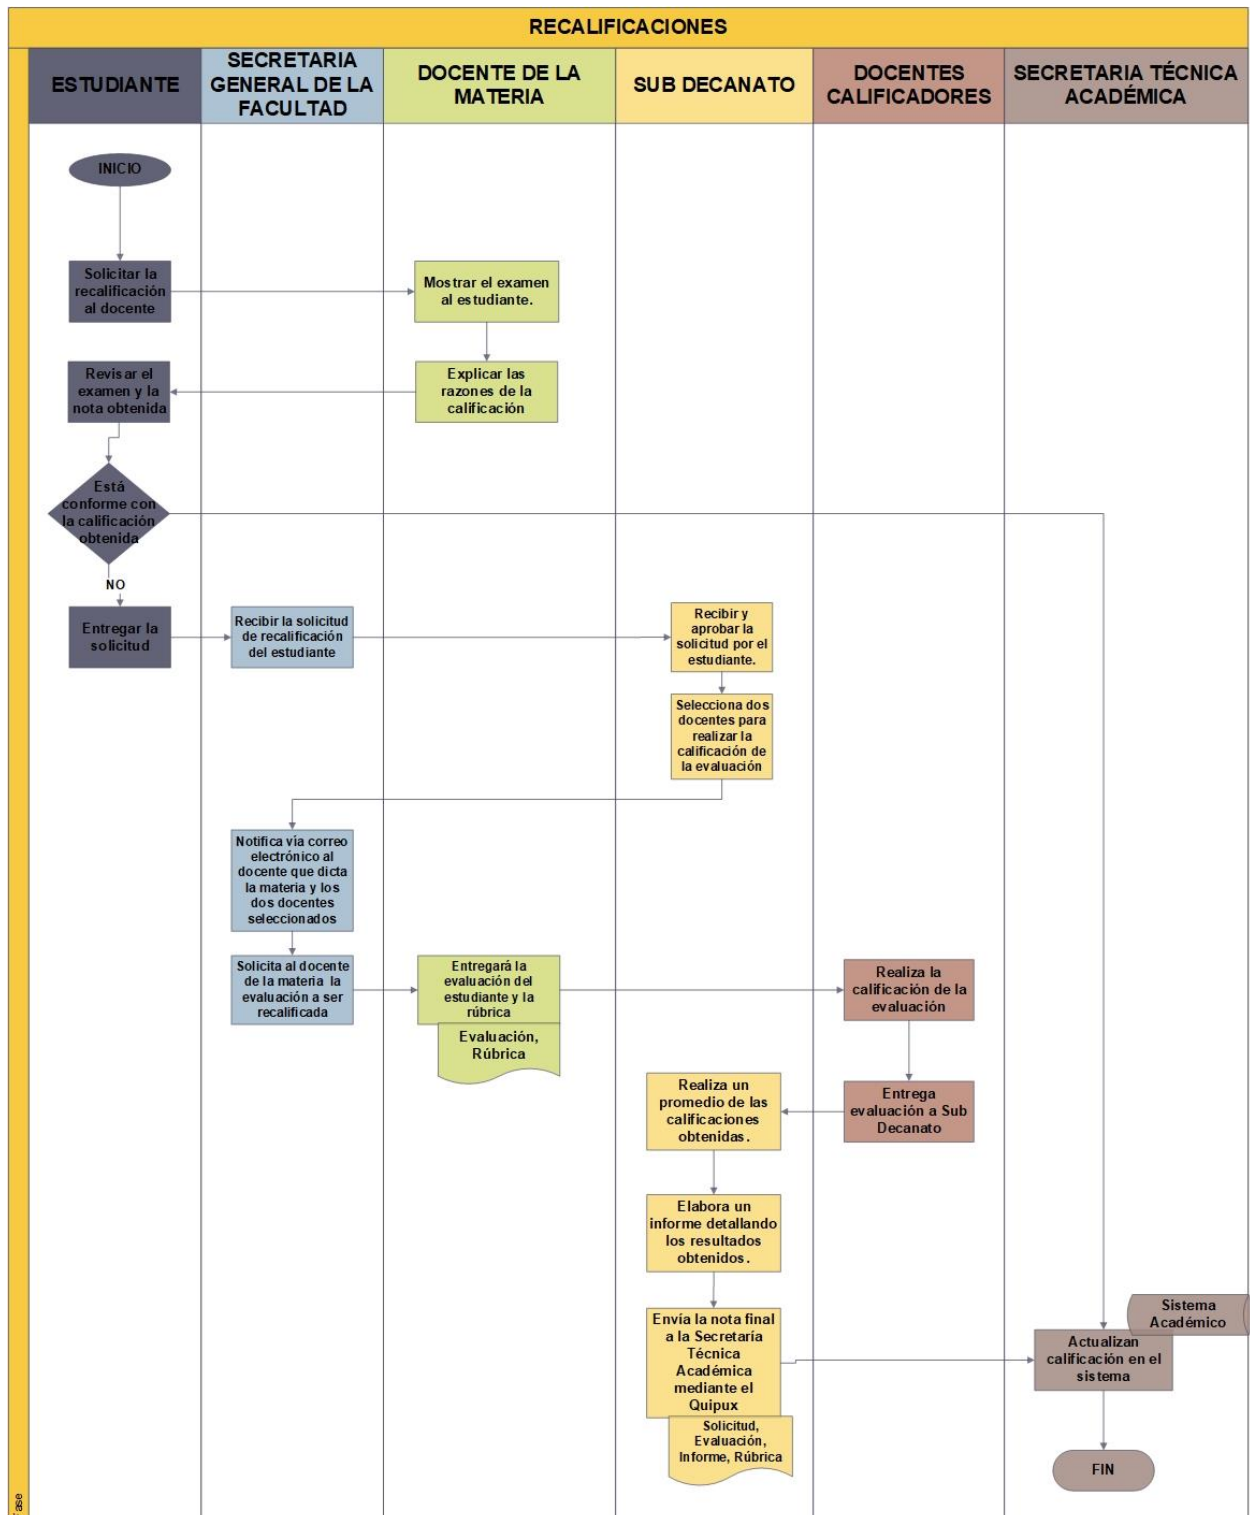 RECALIFICACIONES
ESTUDIANTE
SECRETARIA
GENERAL DE LA
FACULTAD
DOCENTE DE LA
MATERIA
SUB DECANATO
DOCENTES
CALIFICADORES
SECRETARIA TÉCNICA
ACADÉMICA
INICIO
Solicitar la
recalificación
al docente
Mostrar el examen
al estudiante.
Revisar el
examen y la
nota obtenida
Explicar las
razones de la
calificación
Está
conforme con
la calificación
obtenida
NO
Entregar la
solicitud
Recibir la solicitud
de recalificación
del estudiante
Recibir y
aprobar la
solicitud por el
estudiante.
Selecciona dos
docentes para
realizar la
calificación de
la evaluación
Notifica vía correo
electrónico al
docente que dicta
la materia y los
dos docentes
seleccionados
Solicita al docente
de la materia la
evaluación a ser
recalificada
Entregará la
evaluación del
estudiante y la
rúbrica
Evaluación,
Rúbrica
Realiza la
calificación de la
evaluación
Entrega
evaluación a Sub
Decanato
Realiza un
promedio de las
calificaciones
obtenidas.
Elabora un
informe detallando
los resultados
obtenidos.
Envía la nota final
a la Secretaría
Técnica
Académica
mediante el
Quipux
Solicitud,
Evaluación,
Informe, Rúbrica
Sistema
Académico
Actualizan
calificación en el
sistema
FIN